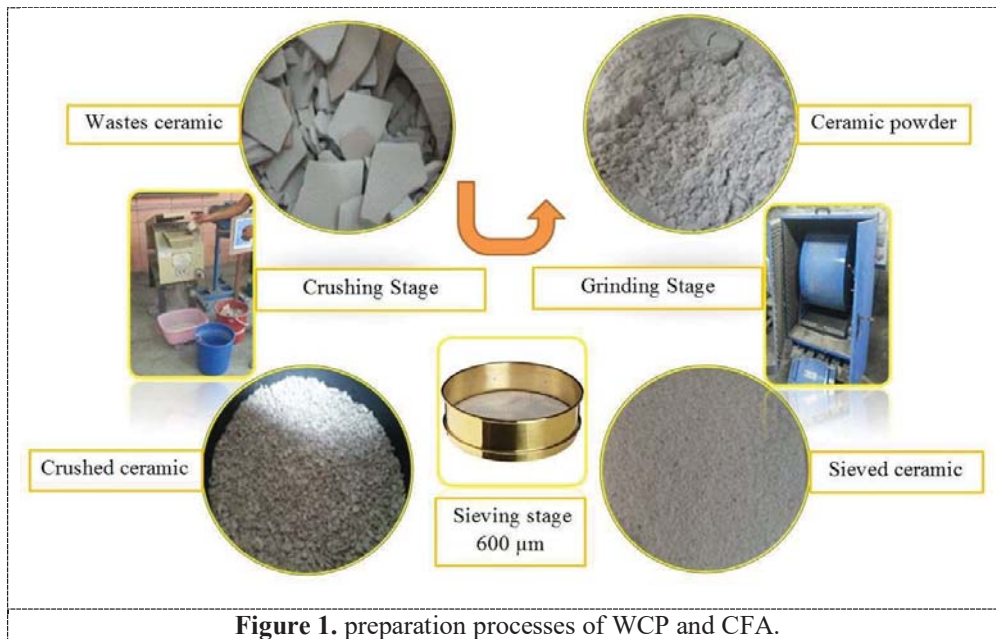 Wastes ceramic
Ceramic powder
Crushing Stage
Grinding Stage
Crushed ceramic
Sieving stage
600 µm
Sieved ceramic
Figure 1. preparation processes of WCP and CFA.